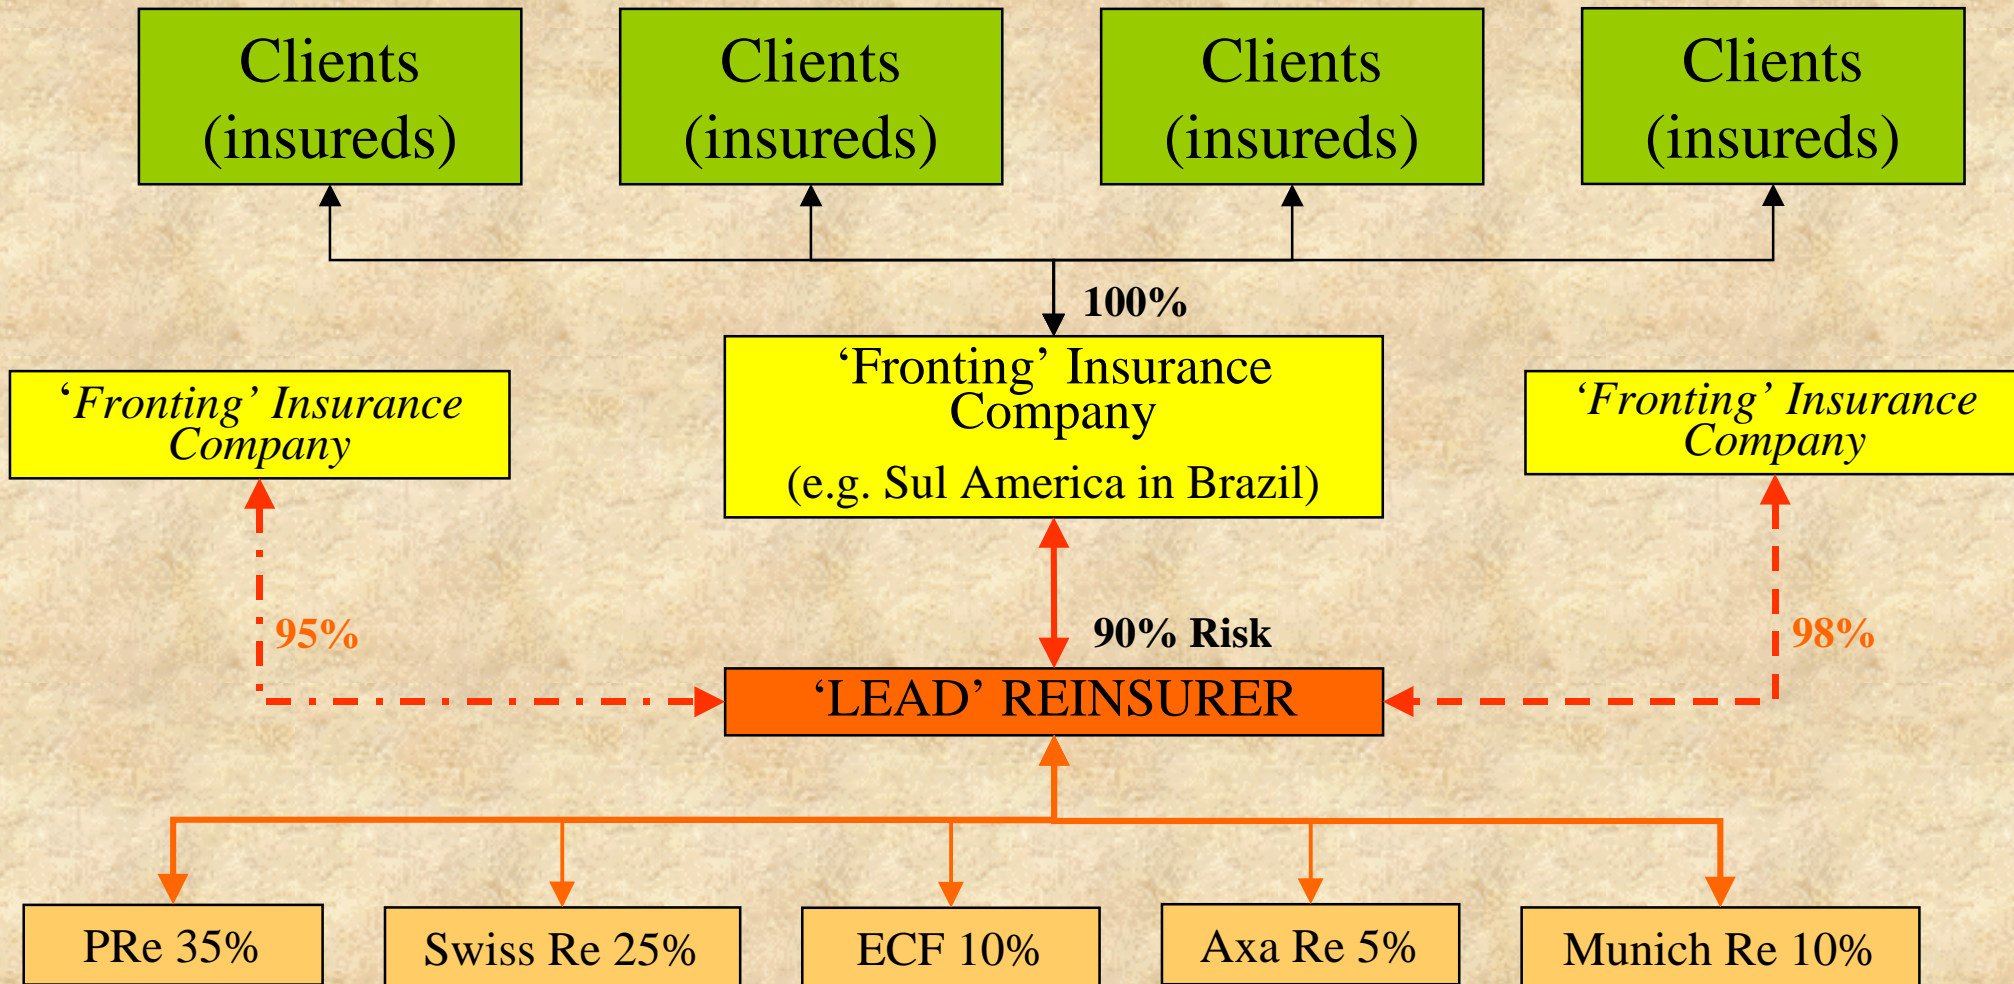 Clients
(insureds)
Clients
(insureds)
Clients
(insureds)
Clients
(insureds)
100%
‘Fronting’ Insurance
Company
‘Fronting’ Insurance
Company
(e.g. Sul America in Brazil)
‘Fronting’ Insurance
Company
95%
90% Risk
98%
‘LEAD’ REINSURER
PRe 35%
Swiss Re 25%
ECF 10%
Axa Re 5%
Munich Re 10%